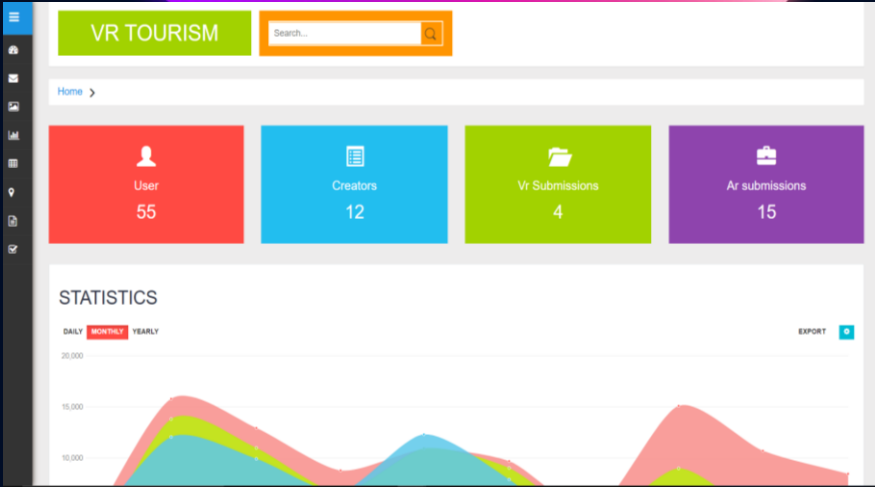 VR TOURISM
Search...
Home
User
55
Creators
12
Vr Submissions
4
Ar submissions
15
STATISTICS
DAILY MONTHLY YEARLY
EXPORT
20,000
15,000
10,000